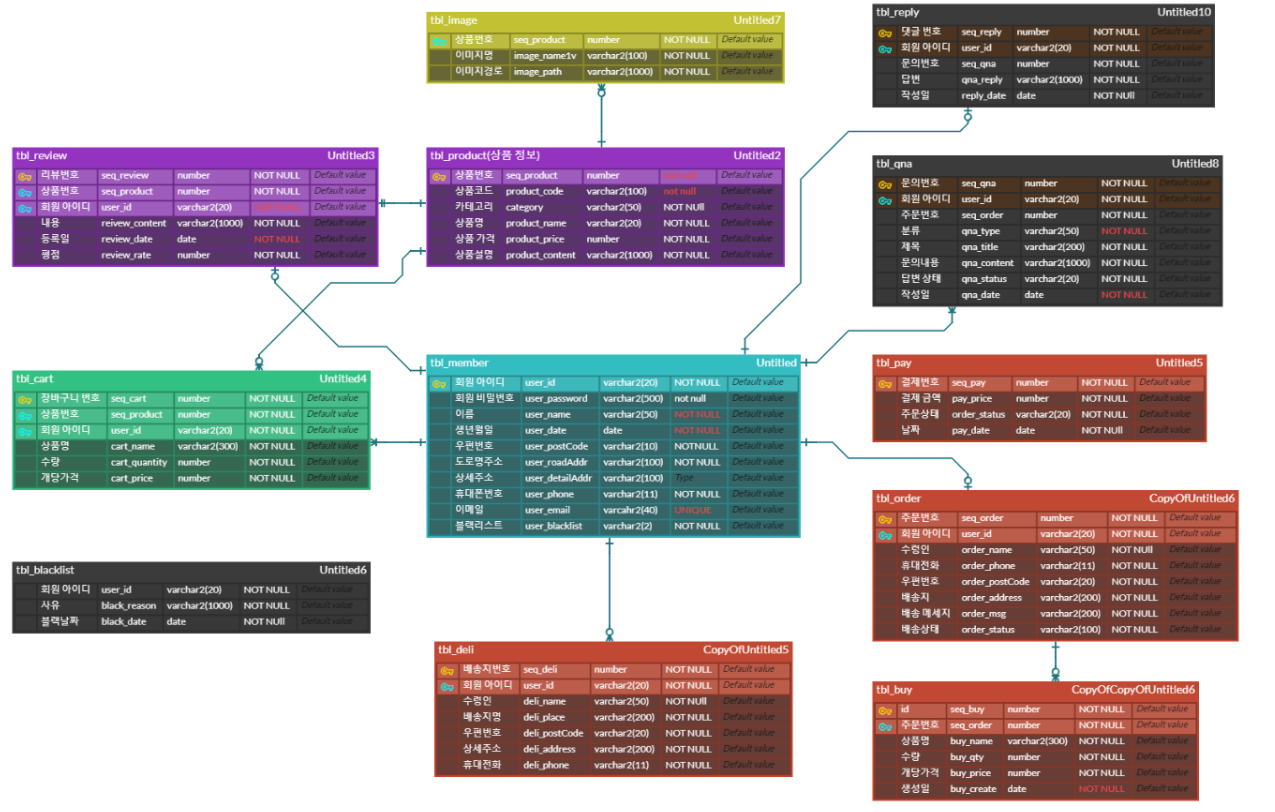 tbl_image Untitled7
상품번호 seq_product number NOT NULL Default value
이미지명 image_name1v varchar2(100) NOT NULL Default value
이미지경로 image_path varchar2(1000) NOT NULL Default value
tbl_reply Untitled10
댓글 번호 seq_reply number NOT NULL Default value
회원 아이디 user_id varchar2(20) NOT NULL Default value
문의번호 seq_qna number NOT NULL Default value
답변 qna_reply varchar2(1000) NOT NULL Default value
작성일 reply_date date NOT NUll Default value
tbl_review Untitled3
리뷰번호 seq_review number NOT NULL Default value
상품번호 seq_product number NOT NULL Default value
회원 아이디 user_id varchar2(20) NOT NULL Default value
내용 reivew_content varchar2(1000) NOT NULL Default value
등록일 review_date date NOT NULL Default value
평점 review_rate number NOT NULL Default value
tbl_product(상품 정보) Untitled2
상품번호 seq_product number not null Default value
상품코드 product_code varchar2(100) not null Default value
카테고리 category varchar2(50) NOT NUll Default value
상품명 product_name varchar2(20) NOT NULL Default value
상품 가격 product_price number NOT NULL Default value
상품설명 product_content varchar2(1000) NOT NULL Default value
tbl_qna Untitled8
문의번호 seq_qna number NOT NULL Default value
회원 아이디 user_id varchar2(20) NOT NULL Default value
주문번호 seq_order number NOT NULL Default value
분류 qna_type varchar2(50) NOT NULL Default value
제목 qna_title varchar2(200) NOT NULL Default value
문의내용 qna_content varchar2(1000) NOT NULL Default value
답변 상태 qna_status varchar2(20) NOT NULL Default value
작성일 qna_date date NOT NULL Default value
tbl_cart Untitled4
장바구니 번호 seq_cart number NOT NULL Default value
상품번호 seq_product number NOT NULL Default value
회원 아이디 user_id varchar2(20) NOT NULL Default value
상품명 cart_name varchar2(300) NOT NULL Default value
수량 cart_quantity number NOT NULL Default value
개당가격 cart_price number NOT NULL Default value
tbl_member Untitled
회원 아이디 user_id varchar2(20) NOT NULL Default value
회원 비밀번호 user_password varchar2(500) not null Default value
이름 user_name varchar2(50) NOT NULL Default value
생년월일 user_date date NOT NULL Default value
우편번호 user_postCode varchar2(10) NOTNULL Default value
도로명주소 user_roadAddr varchar2(100) NOT NULL Default value
상세주소 user_detailAddr varchar2(100) Type Default value
휴대폰번호 user_phone varchar2(11) NOT NULL Default value
이메일 user_email varcahr2(40) UNIQUE Default value
블랙리스트 user_blacklist varchar2(2) NOT NULL Default value
tbl_pay Untitled5
결제번호 seq_pay number NOT NULL Default value
결제 금액 pay_price number NOT NULL Default value
주문상태 order_status varchar2(20) NOT NULL Default value
날짜 pay_date date NOT NUll Default value
tbl_order CopyOfUntitled6
주문번호 seq_order number NOT NULL Default value
회원 아이디 user_id varchar2(20) NOT NULL Default value
수령인 order_name varchar2(50) NOT NUll Default value
휴대전화 order_phone varchar2(11) NOT NULL Default value
우편번호 order_postCode varchar2(20) NOT NULL Default value
배송지 order_address varchar2(200) NOT NULL Default value
배송 메세지 order_msg varchar2(200) NOT NULL Default value
배송상태 order_status varchar2(100) NOT NULL Default value
tbl_blacklist Untitled6
회원 아이디 user_id varchar2(20) NOT NULL Default value
사유 black_reason varchar2(1000) NOT NULL Default value
블랙날짜 black_date date NOT NUll Default value
tbl_deli CopyOfUntitled5
배송지번호 seq_deli number NOT NULL Default value
회원 아이디 user_id varchar2(20) NOT NULL Default value
수령인 deli_name varchar2(50) NOT NUll Default value
배송지명 deli_place varchar2(200) NOT NULL Default value
우편번호 deli_postCode varchar2(20) NOT NULL Default value
상세주소 deli_address varchar2(200) NOT NULL Default value
휴대전화 deli_phone varchar2(11) NOT NULL Default value
tbl_buy CopyOfCopyOfUntitled6
id seq_buy number NOT NULL Default value
주문번호 seq_order number NOT NULL Default value
상품명 buy_name varchar2(300) NOT NULL Default value
수량 buy_qty number NOT NULL Default value
개당가격 buy_price number NOT NULL Default value
생성일 buy_create date NOT NULL Default value